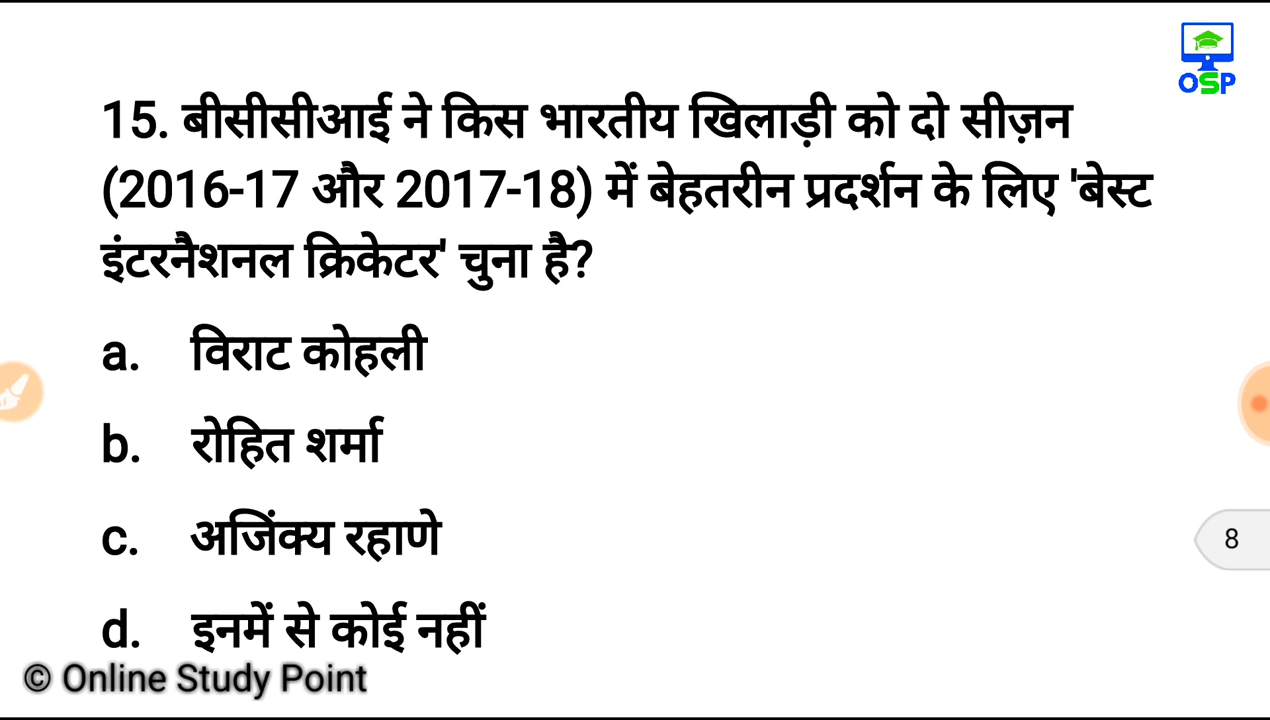 OSP
15. बीसीसीआई ने किस भारतीय खिलाड़ी को दो सीज़न
(2016-17 और 2017-18) में बेहतरीन प्रदर्शन के लिए 'बेस्ट
इंटरनैशनल क्रिकेटर' चुना है?
a. विराट कोहली
b. रोहित शर्मा
c. अजिंक्य रहाणे
8
d. इनमें से कोई नहीं
© Online Study Point